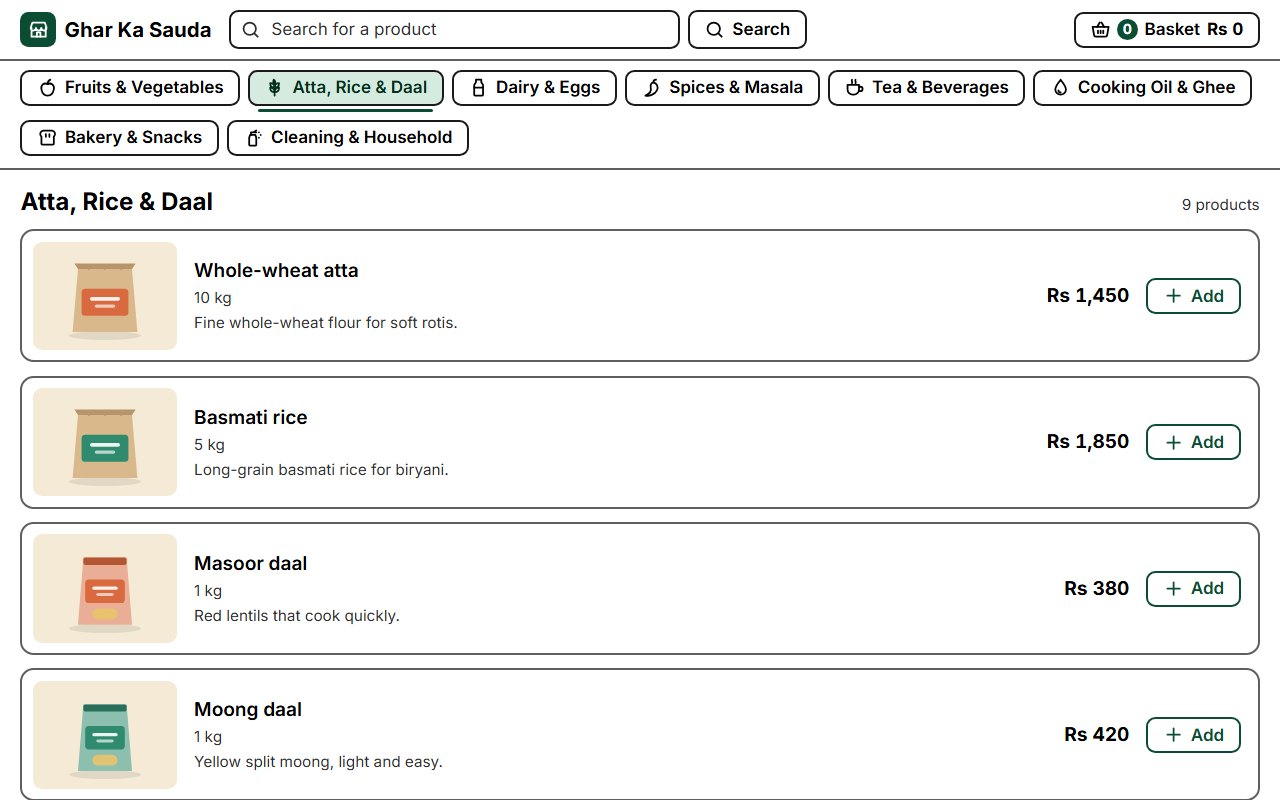 Ghar Ka Sauda
Search for a product
Search
0 Basket Rs 0
Fruits & Vegetables
Atta, Rice & Daal
Dairy & Eggs
Spices & Masala
Tea & Beverages
Cooking Oil & Ghee
Bakery & Snacks
Cleaning & Household
Atta, Rice & Daal
9 products
Whole-wheat atta
10 kg
Fine whole-wheat flour for soft rotis.
Rs 1,450
Add
Basmati rice
5 kg
Long-grain basmati rice for biryani.
Rs 1,850
Add
Masoor daal
1 kg
Red lentils that cook quickly.
Rs 380
Add
Moong daal
1 kg
Yellow split moong, light and easy.
Rs 420
Add